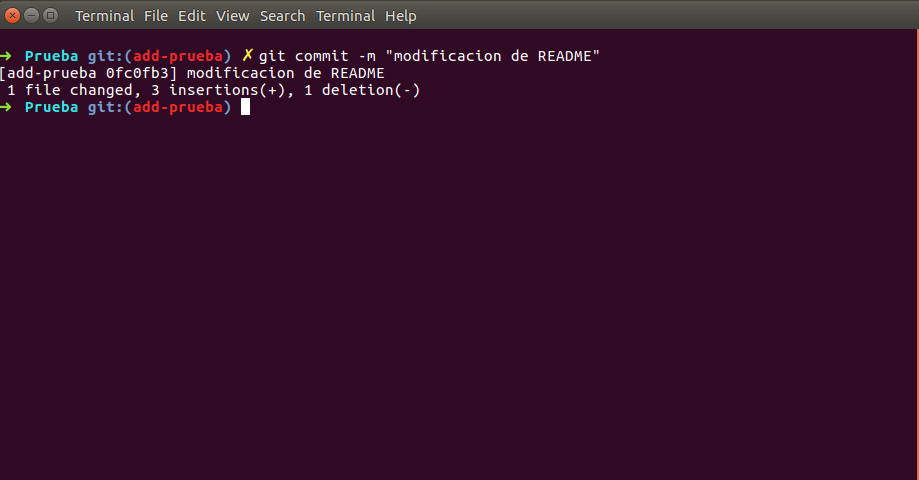 Terminal File Edit View Search Terminal Help
➜ Prueba git:(add-prueba) ✗ git commit -m "modificacion de README"
[add-prueba 0fc0fb3] modificacion de README
1 file changed, 3 insertions(+), 1 deletion(-)
➜ Prueba git:(add-prueba)